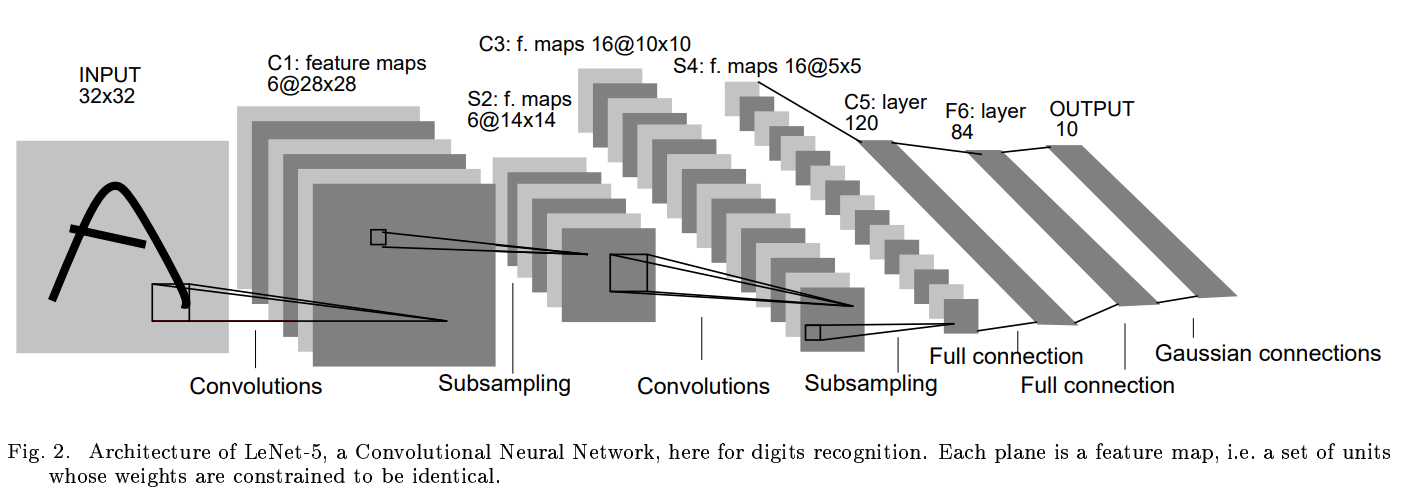 INPUT
32x32
C1: feature maps
6@28x28
S2: f. maps
6@14x14
C3: f. maps 16@10x10
S4: f. maps 16@5x5
C5: layer
120
F6: layer
84
OUTPUT
10
Convolutions
Subsampling
Convolutions
Subsampling
Full connection
Full connection
Gaussian connections
Fig. 2. Architecture of LeNet-5, a Convolutional Neural Network, here for digits recognition. Each plane is a feature map, i.e. a set of units
whose weights are constrained to be identical.